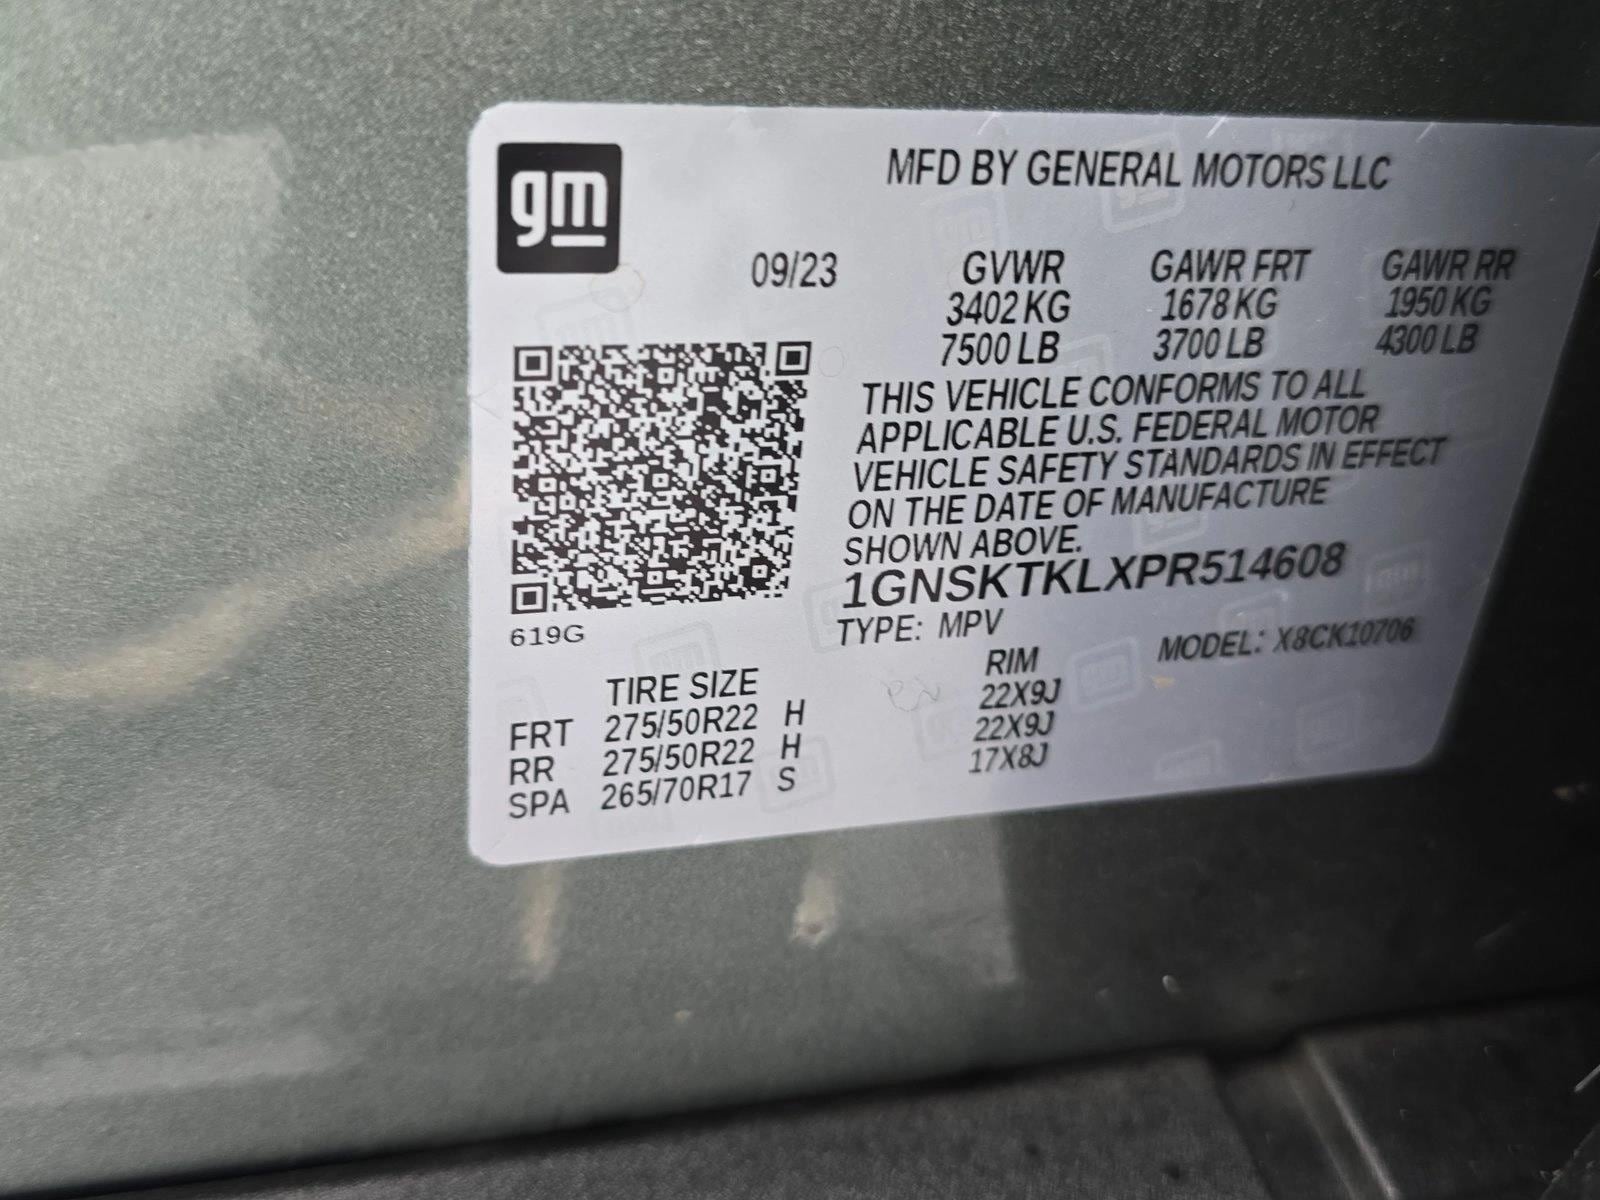 gm
MFD BY GENERAL MOTORS LLC
09/23 GVWR GAWR FRT GAWR RR
3402 KG 1678 KG 1950 KG
7500 LB 3700 LB 4300 LB
THIS VEHICLE CONFORMS TO ALL
APPLICABLE U.S. FEDERAL MOTOR
VEHICLE SAFETY STANDARDS IN EFFECT
ON THE DATE OF MANUFACTURE
SHOWN ABOVE.
1GNSKTKLXPR514608
619G
TYPE: MPV MODEL: X8CK10706
TIRE SIZE RIM
FRT 275/50R22 H 22X9J
RR 275/50R22 H 22X9J
SPA 265/70R17 S 17X8J